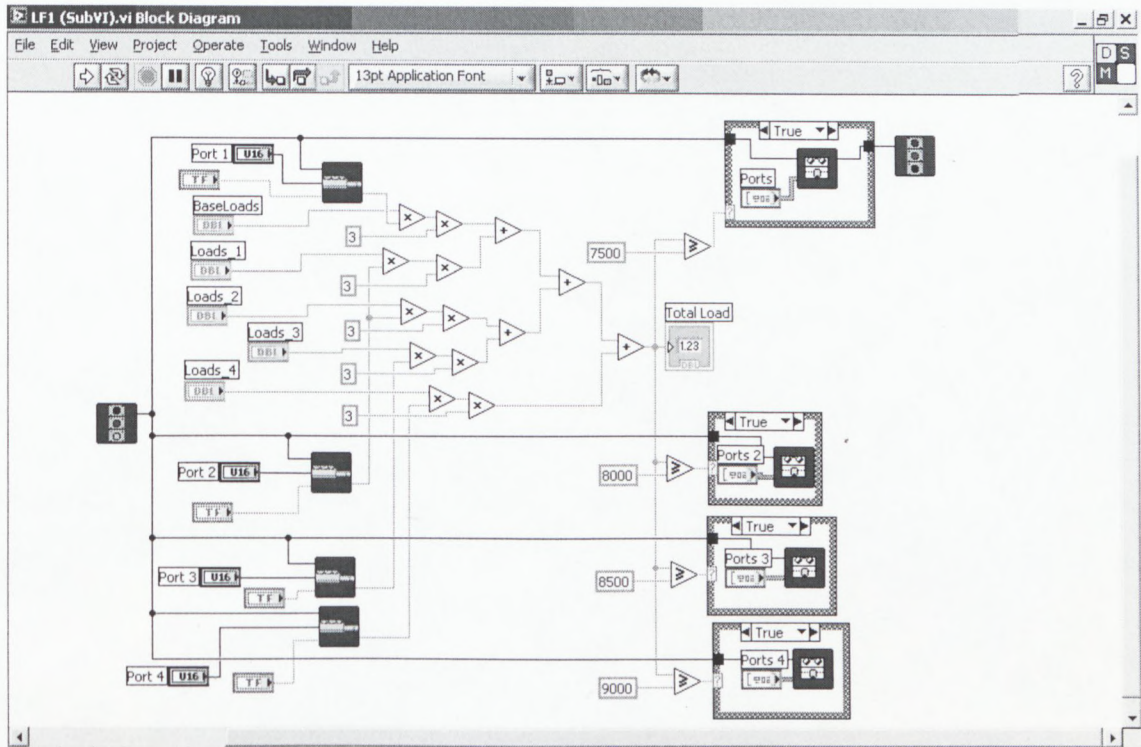 LF1 (SubVI).vi Block Diagram
File Edit View Project Operate Tools Window Help
13pt Application Font
D S
M
True
Port 1 U16
TF
Ports
BaseLoads
DBL
3
7500
Loads_1
DBL
3
Loads_2
DBL
Total Load
1.23
DBL
3
Loads_3
DBL
3
Loads_4
DBL
3
True
Ports 2
Port 2 U16
8000
TF
True
Ports 3
Port 3 U16
8500
TF
True
Ports 4
Port 4 U16
TF
9000